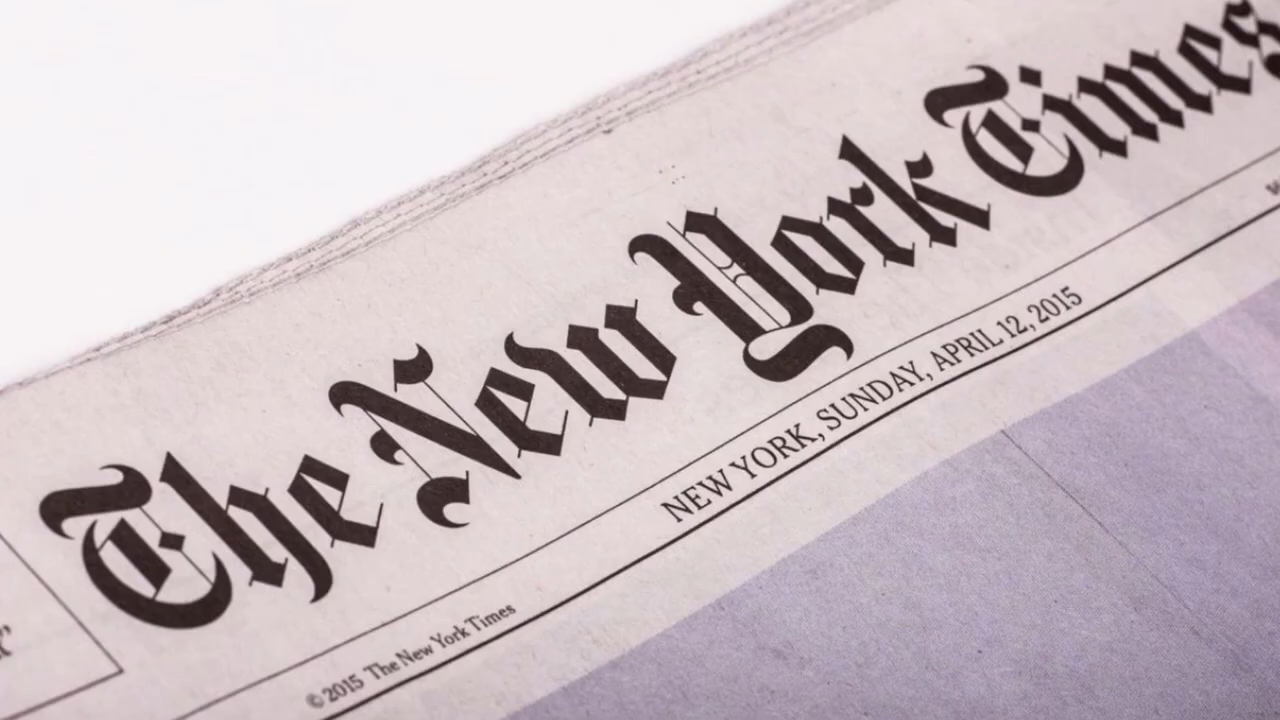 The New York Times
NEW YORK, SUNDAY, APRIL 12, 2015
© 2015 The New York Times